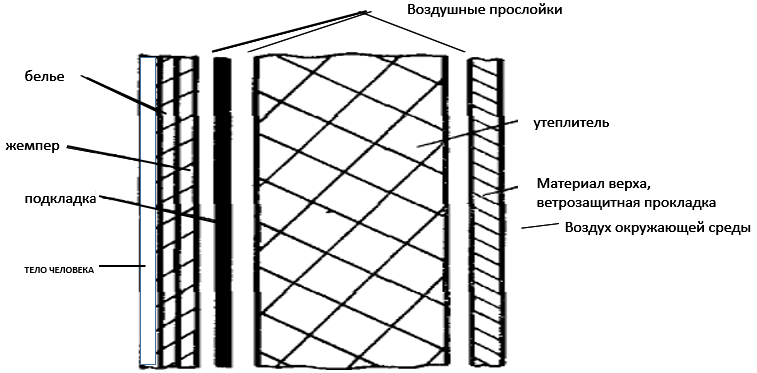 Воздушные прослойки
белье
утеплитель
жемпер
Материал верха,
ветрозащитная прокладка
подкладка
Воздух окружающей среды
ТЕЛО ЧЕЛОВЕКА